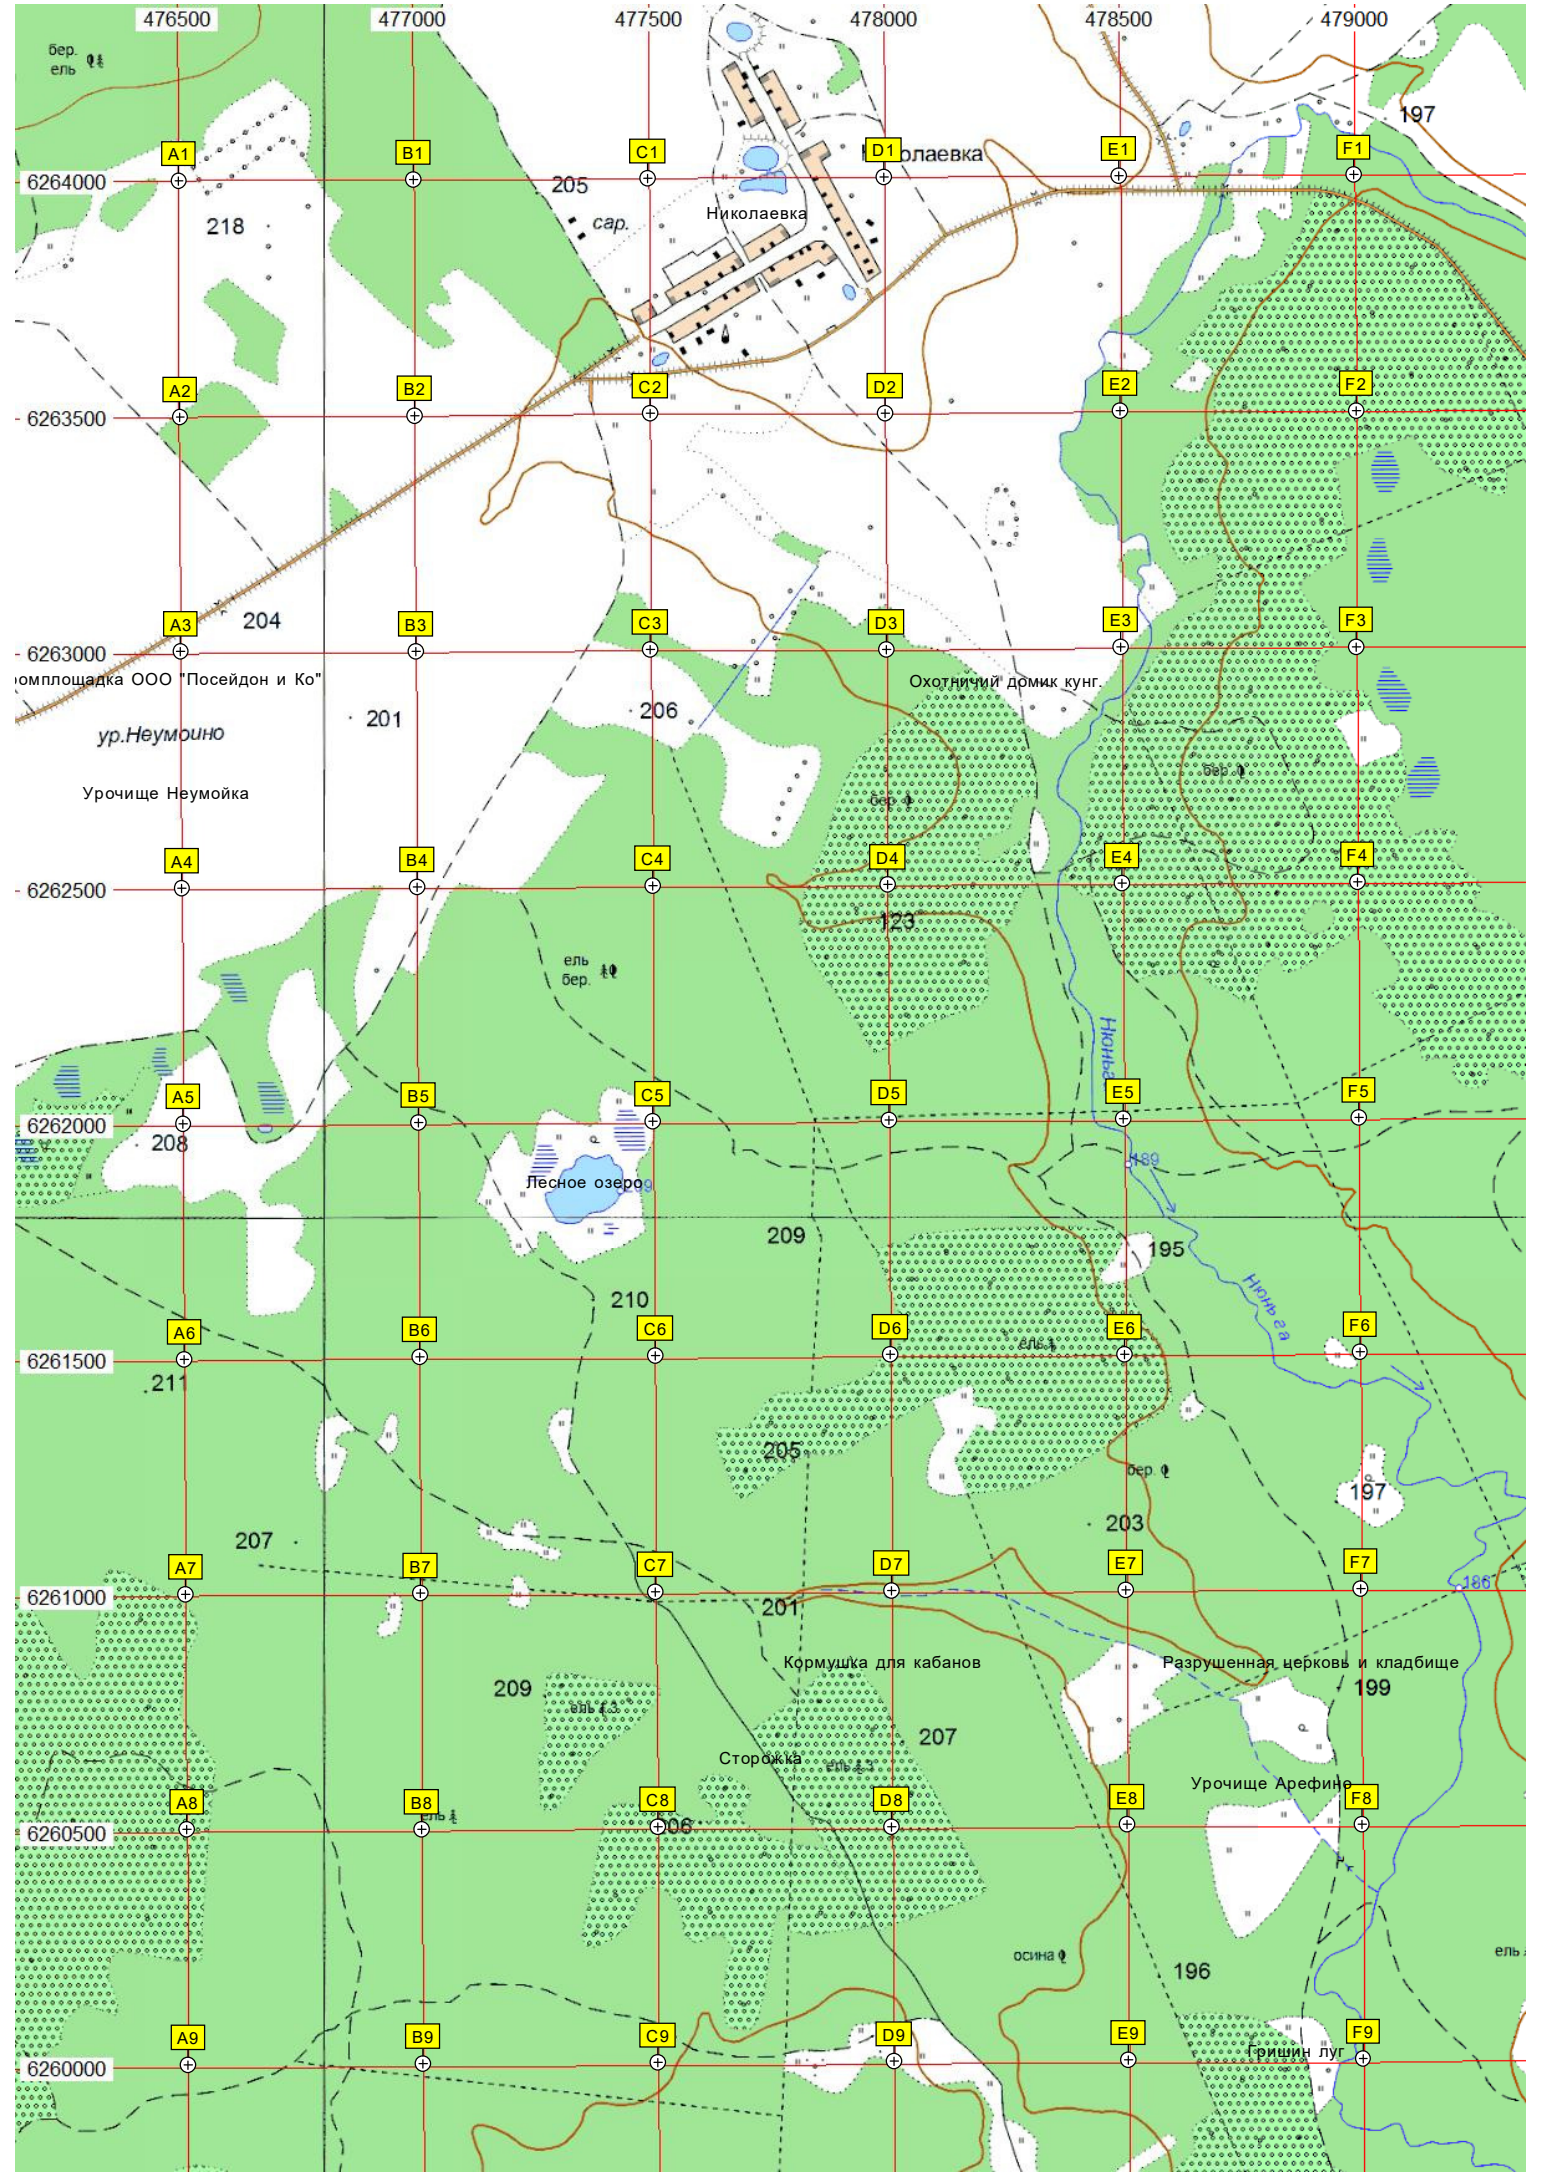 476500 477000 477500 478000 478500 479000
бер.
ель
197
A1 B1 C1 D1 E1 F1
6264000
205
сар.
218
Николаевка
A2 B2 C2 D2 E2 F2
6263500
204
A3 B3 C3 D3 E3 F3
6263000
ромплощадка ООО "Посейдон и Ко"
Охотничий домик кунг.
201
206
ур.Неумоино
бер.
Урочище Неумойка
бер.
A4 B4 C4 D4 E4 F4
6262500
123
ель
бер.
Нюньга
A5 B5 C5 D5 E5 F5
6262000
208
189
Лесное озеро
209
195
210
Нюньга
A6 B6 C6 D6 E6 F6
ель
6261500
211
205
бер.
197
203
207
A7 B7 C7 D7 E7 F7
6261000
186
201
Кормушка для кабанов
Разрушенная церковь и кладбище
209
199
207
Сторожка
Урочище Арефино
A8 B8 C8 D8 E8 F8
6260500
осина
ель
196
A9 B9 C9 D9 E9 F9
Гришин луг
6260000